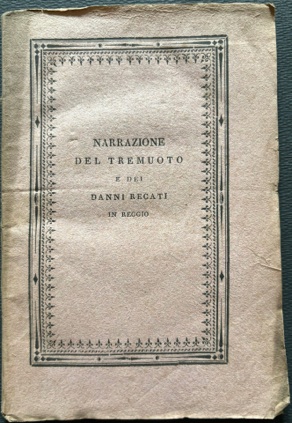 NARRAZIONE
DEL TREMUOTO
E DEI
DANNI RECATI
IN REGGIO